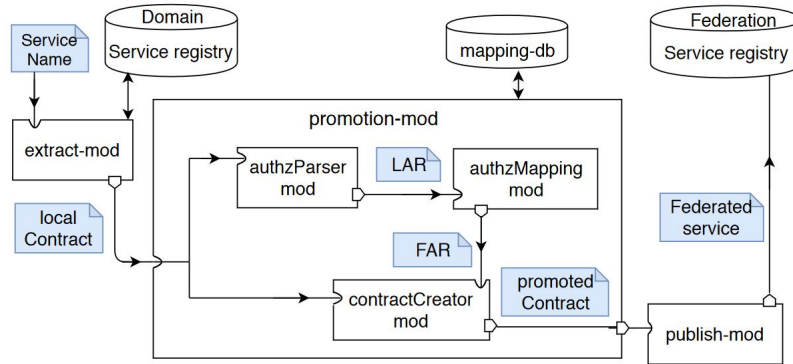 Service
Name
Domain
Service registry
mapping-db
Federation
Service registry
extract-mod
promotion-mod
authzParser
mod
LAR
authzMapping
mod
local
Contract
FAR
Federated
service
contractCreator
mod
promoted
Contract
publish-mod